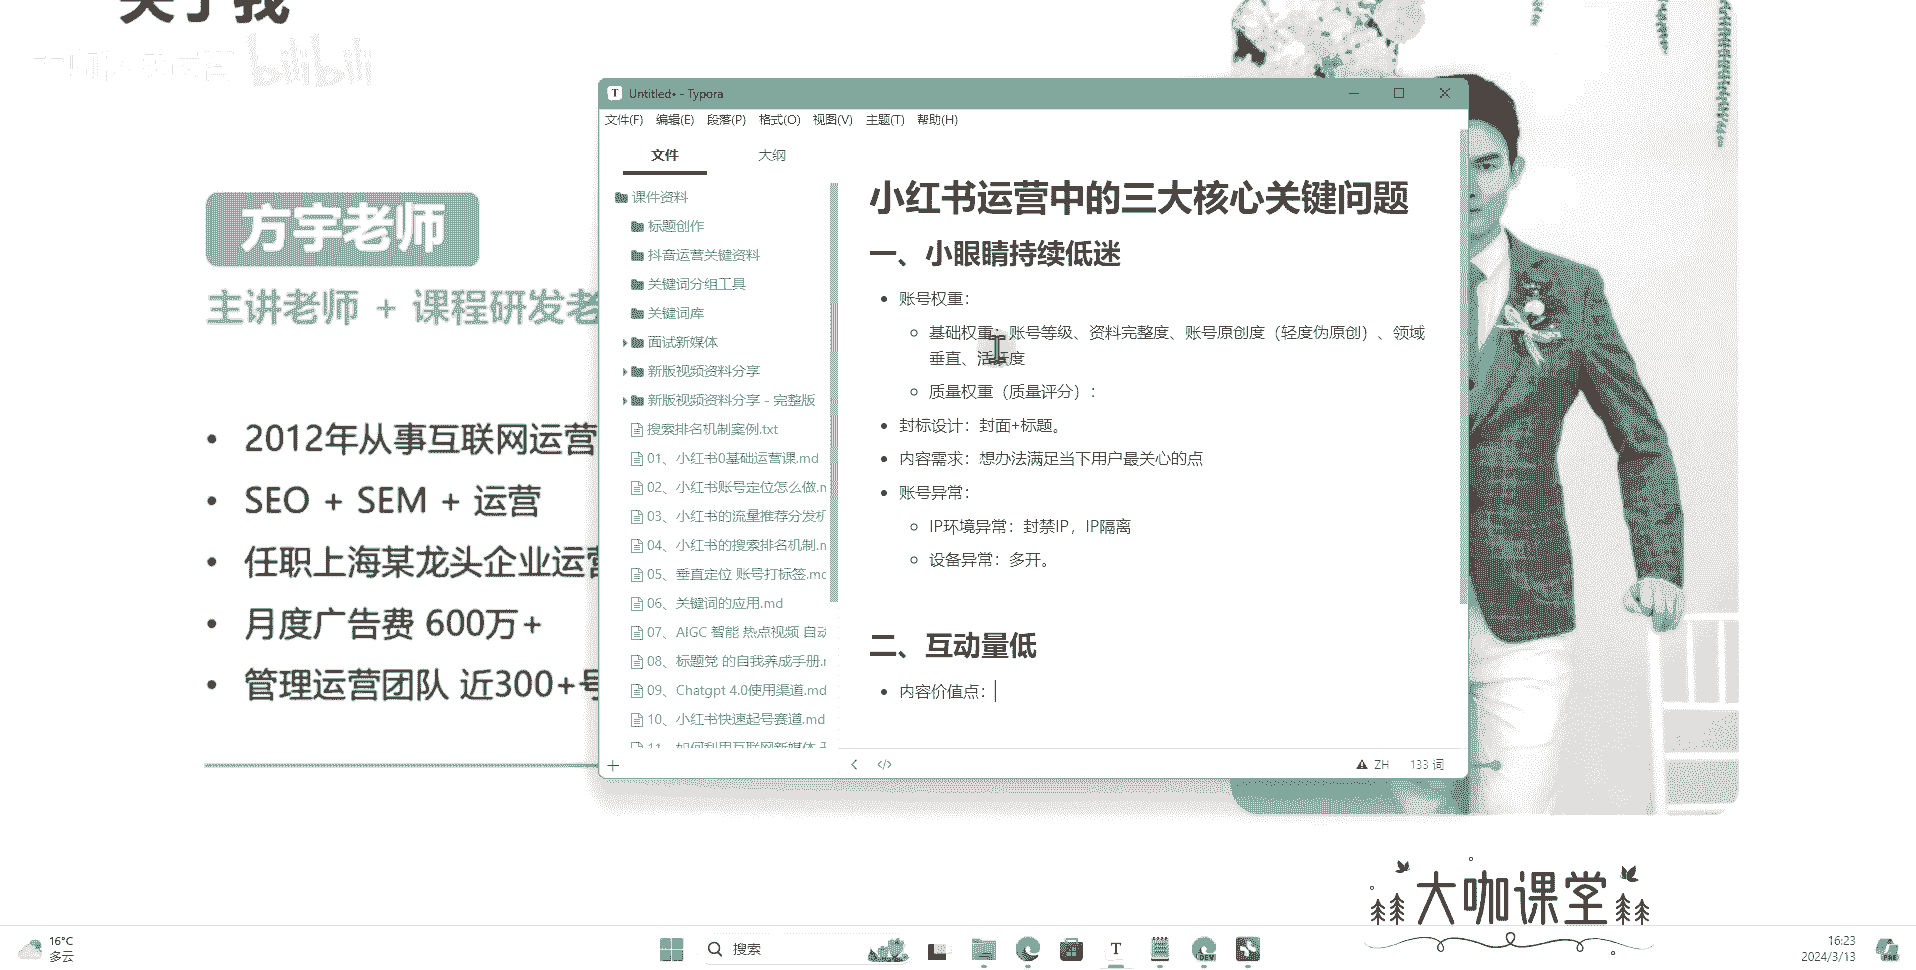 关于我
bilibili
方宇老师
主讲老师 + 课程研发老
2012年从事互联网运营
SEO + SEM + 运营
任职上海某龙头企业运营
月度广告费 600万+
管理运营团队 近300+号
Untitled• - Typora
文件(F) 编辑(E) 段落(P) 格式(O) 视图(V) 主题(T) 帮助(H)
文件 大纲
课件资料
标题创作
抖音运营关键资料
关键词分组工具
关键词库
面试新媒体
新版视频资料分享
新版视频资料分享 - 完整版
搜索排名机制案例.txt
01、小红书0基础运营课.md
02、小红书账号定位怎么做.m
03、小红书的流量推荐分发机
04、小红书的搜索排名机制.m
05、垂直定位 账号打标签.md
06、关键词的应用.md
07、AIGC 智能 热点视频 自动
08、标题党 的自我养成手册.m
09、Chatgpt 4.0使用渠道.md
10、小红书快速起号赛道.md
11、如何利用互联网新媒体
小红书运营中的三大核心关键问题
一、小眼睛持续低迷
账号权重：
基础权重：账号等级、资料完整度、账号原创度（轻度伪原创）、领域
垂直、活跃度
质量权重（质量评分）：
封标设计：封面+标题。
内容需求：想办法满足当下用户最关心的点
账号异常：
IP环境异常：封禁IP，IP隔离
设备异常：多开。
二、互动量低
内容价值点：
ZH 133 词
大咖课堂
16°C
多云
搜索
DEV
PRE
16:23
2024/3/13